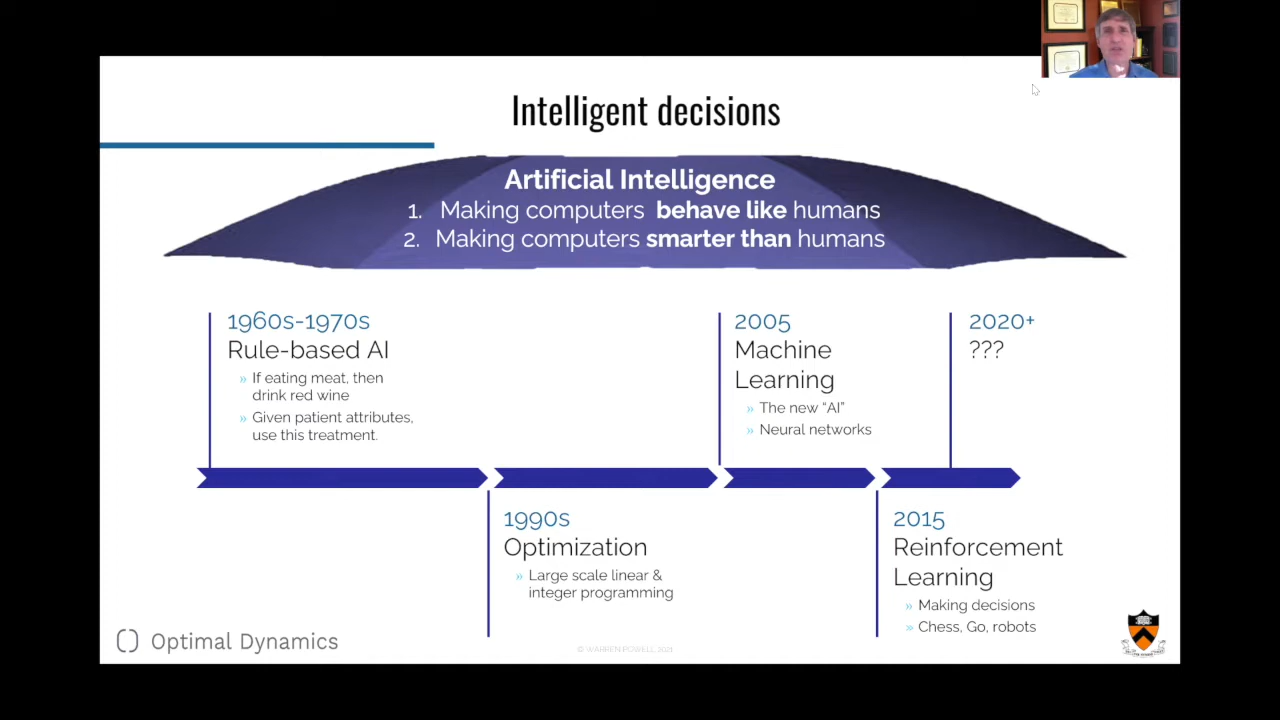 Intelligent decisions
Artificial Intelligence
1. Making computers behave like humans
2. Making computers smarter than humans
1960s-1970s
Rule-based AI
» If eating meat, then
drink red wine
» Given patient attributes,
use this treatment.
1990s
Optimization
» Large scale linear &
integer programming
2005
Machine
Learning
» The new “AI”
» Neural networks
2015
Reinforcement
Learning
» Making decisions
» Chess, Go, robots
2020+
???
Optimal Dynamics
© WARREN POWELL 2021